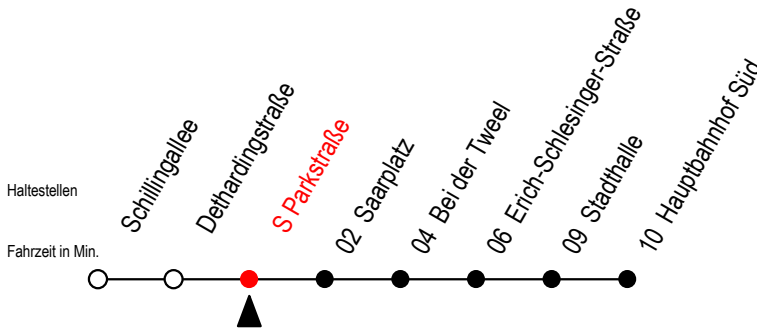 Haltestellen
Fahrzeit in Min.
Schillingallee
Dethardingstraße
S Parkstraße
02 Saarplatz
04 Bei der Tweel
06 Erich-Schlesinger-Straße
09 Stadthalle
10 Hauptbahnhof Süd